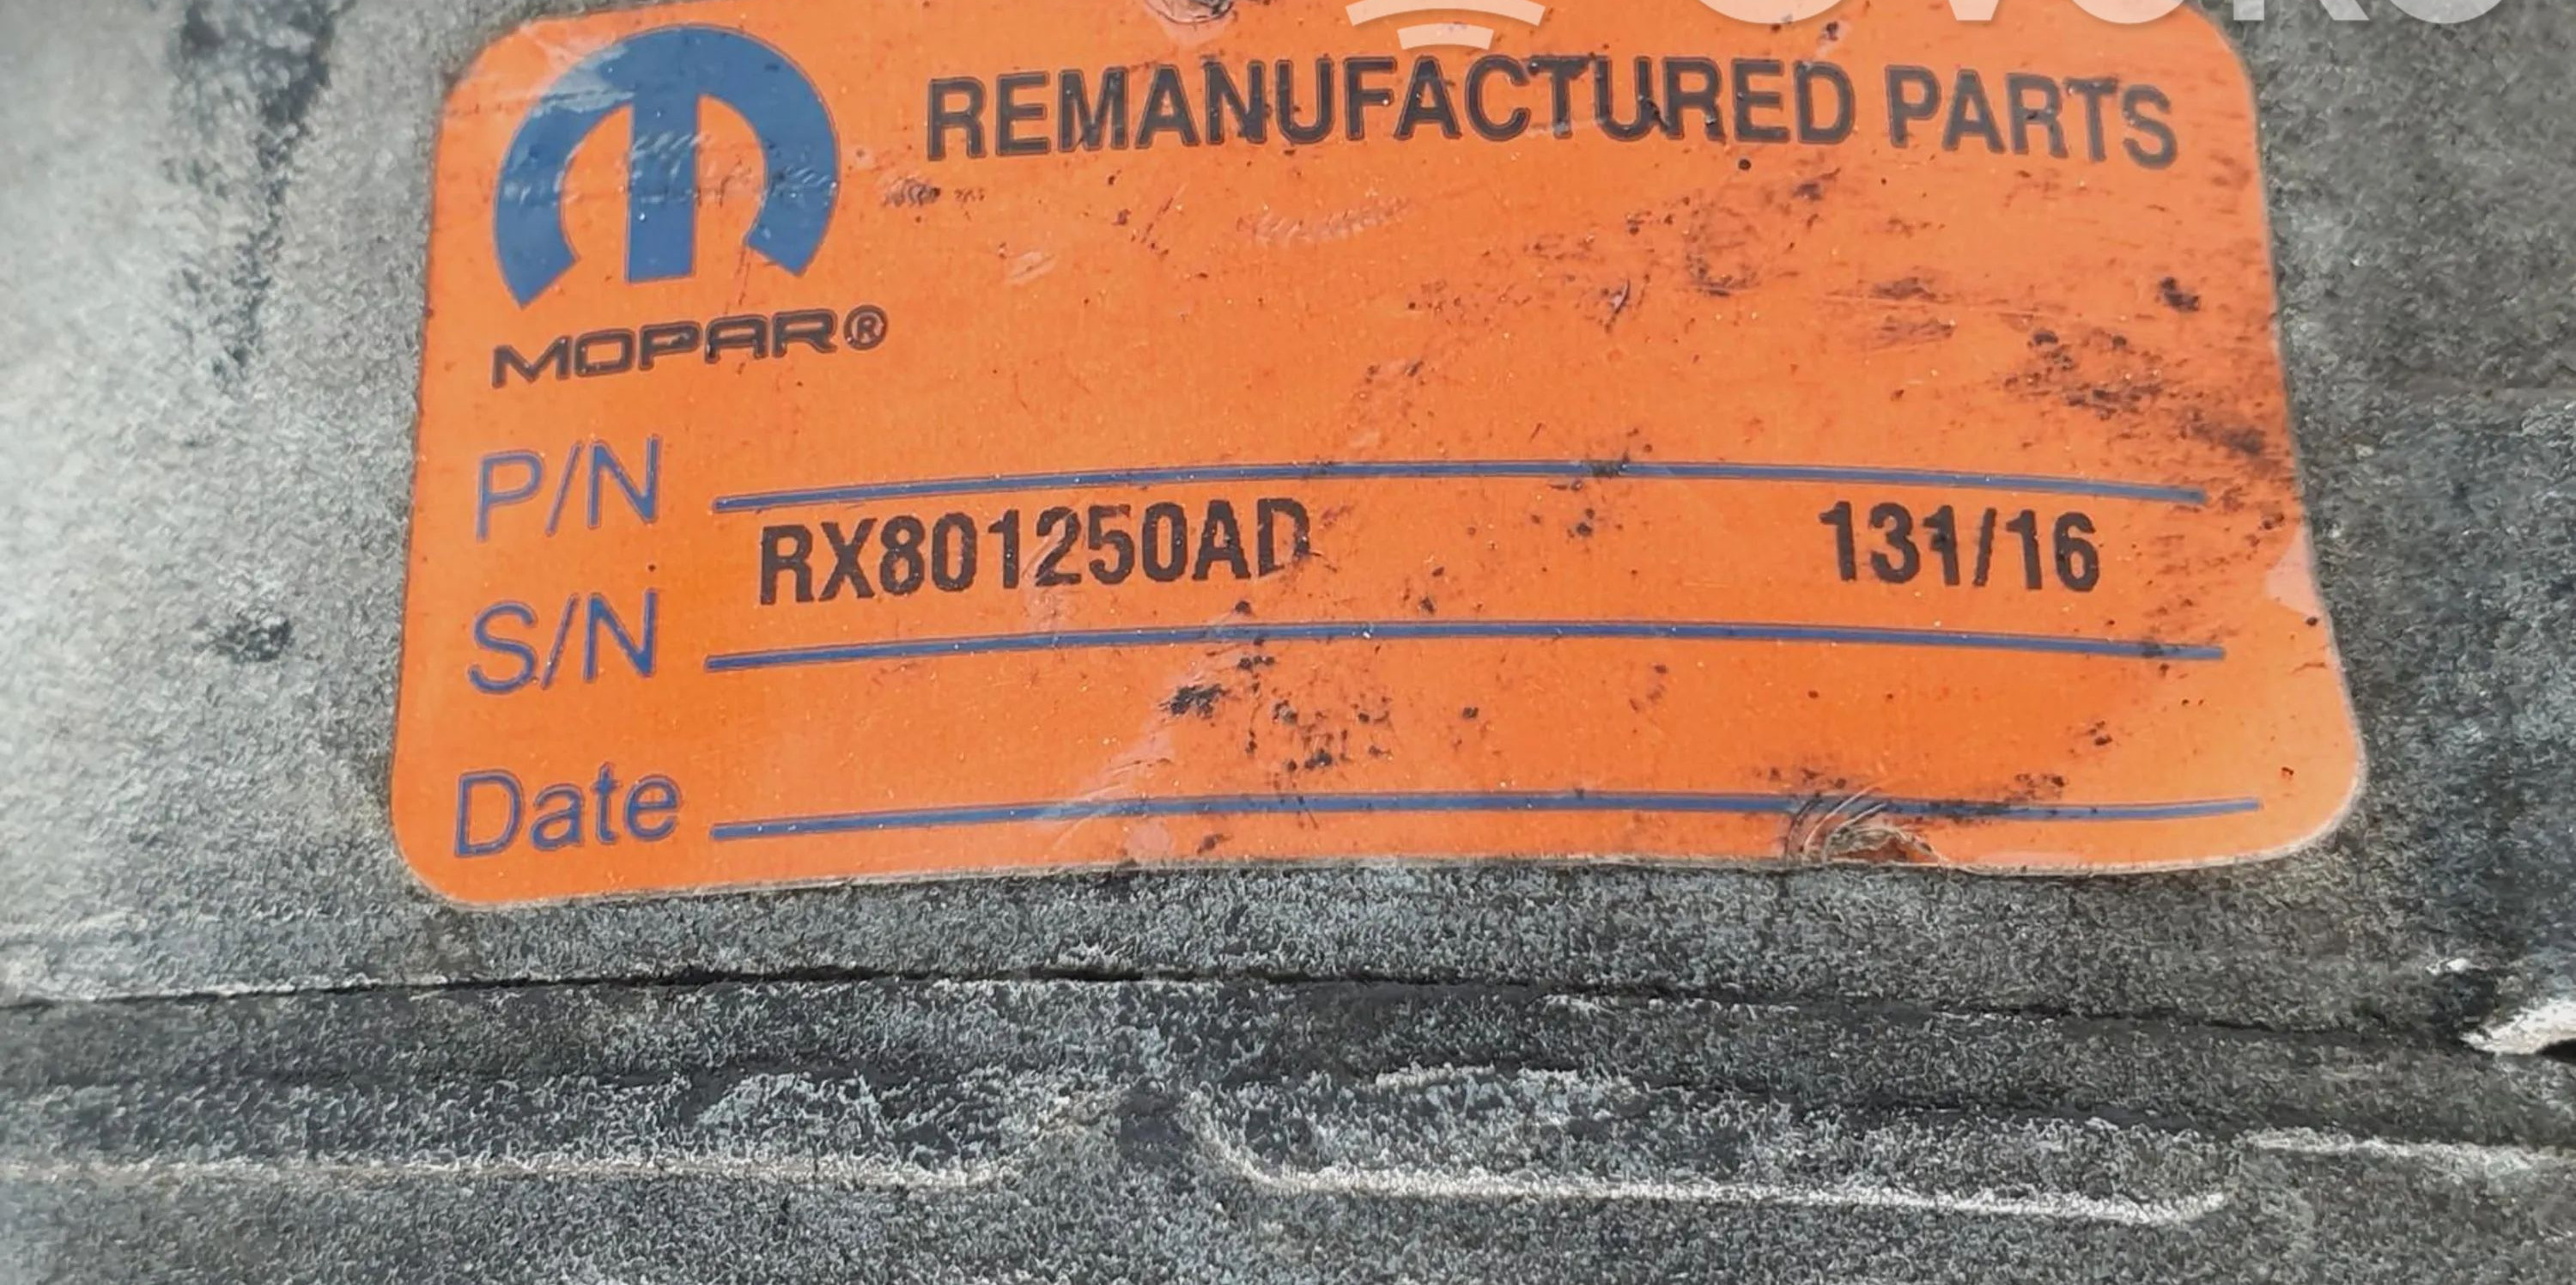 REMANUFACTURED PARTS
MOPAR®
P/N
RX801250AD 131/16
S/N
Date